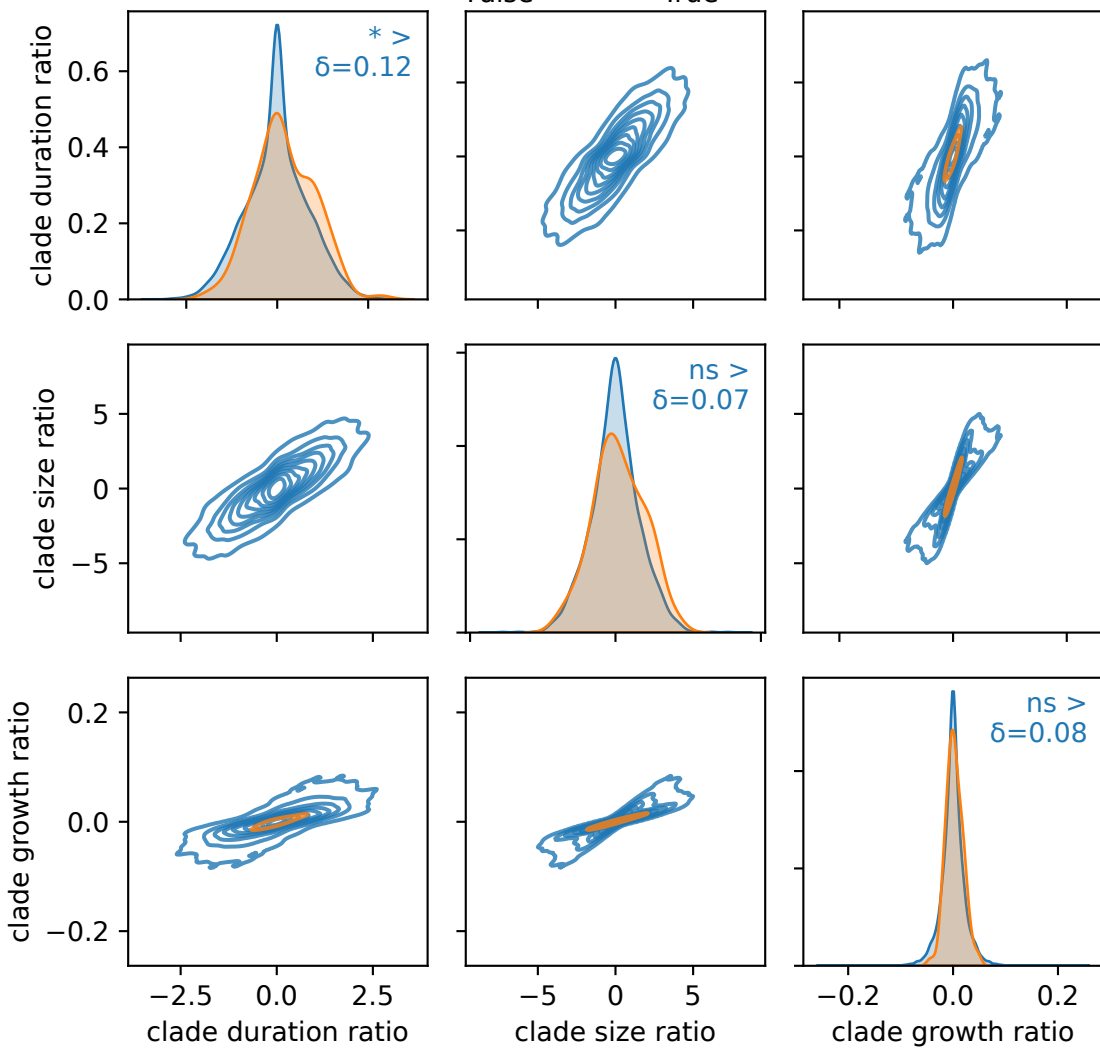 clade duration ratio
0.6
0.4
0.2
0.0
* >
δ=0.12
clade size ratio
5
0
−5
ns >
δ=0.07
clade growth ratio
0.2
0.0
−0.2
ns >
δ=0.08
−2.5 0.0 2.5
−5 0 5
−0.2 0.0 0.2
clade duration ratio
clade size ratio
clade growth ratio